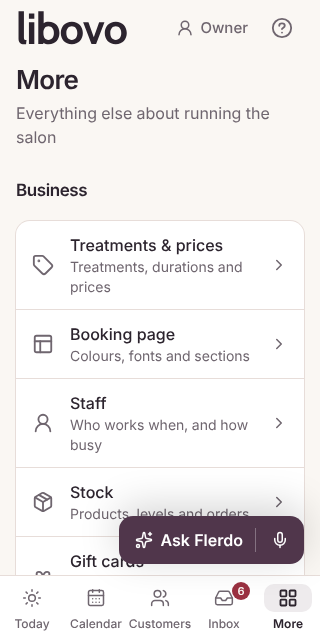 libovo
Owner
More
Everything else about running the
salon
Business
Treatments & prices
Treatments, durations and
prices
Booking page
Colours, fonts and sections
Staff
Who works when, and how
busy
Stock
Products, levels and orders
Ask Flerdo
Gift cards
6
Today
Calendar
Customers
Inbox
More